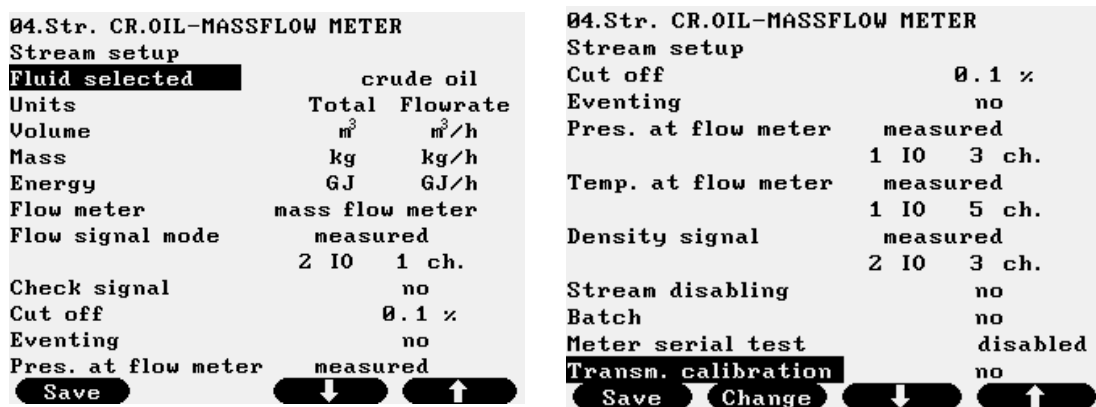 04.Str. CR.OIL-MASSFLOW METER
Stream setup
Fluid selected crude oil
Units Total Flowrate
Volume m³ m³/h
Mass kg kg/h
Energy GJ GJ/h
Flow meter mass flow meter
Flow signal mode measured
2 IO 1 ch.
Check signal no
Cut off 0.1 %
Eventing no
Pres. at flow meter measured
Save
04.Str. CR.OIL-MASSFLOW METER
Stream setup
Cut off 0.1 %
Eventing no
Pres. at flow meter measured
1 IO 3 ch.
Temp. at flow meter measured
1 IO 5 ch.
Density signal measured
2 IO 3 ch.
Stream disabling no
Batch no
Meter serial test disabled
Transm. calibration no
Save Change